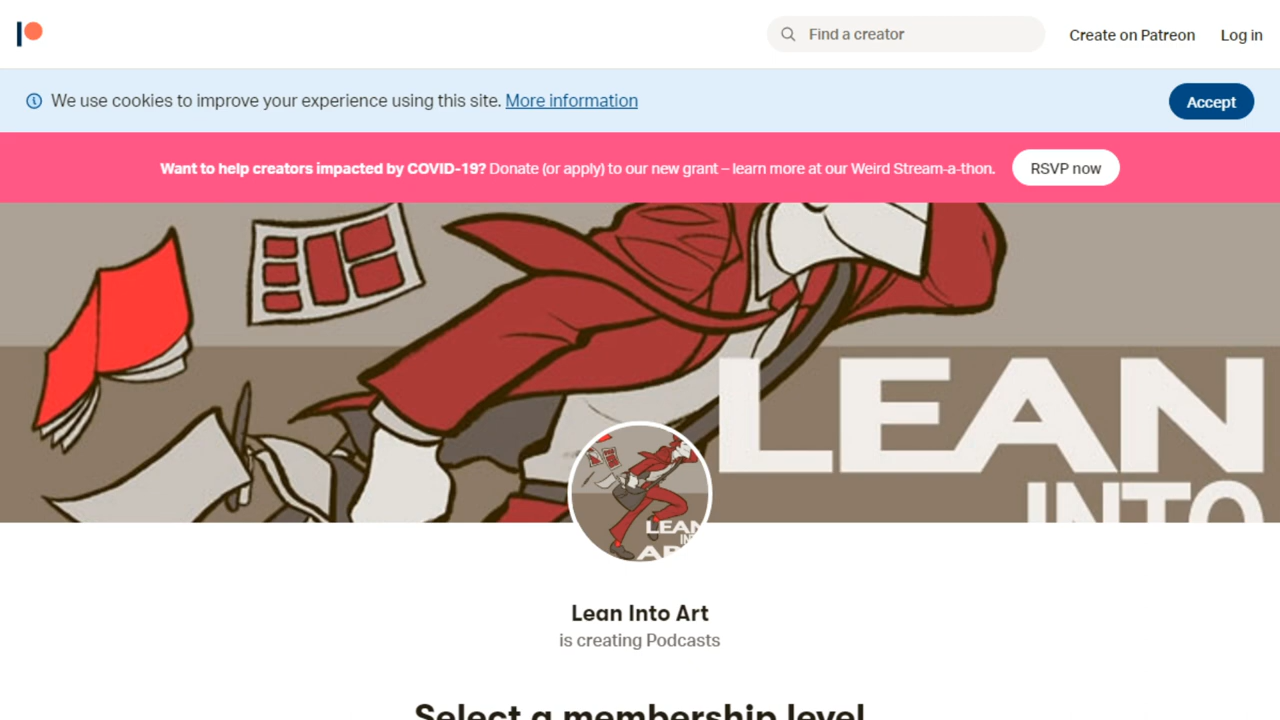 Find a creator
Create on Patreon
Log in
We use cookies to improve your experience using this site. More information
Accept
Want to help creators impacted by COVID-19? Donate (or apply) to our new grant – learn more at our Weird Stream-a-thon.
RSVP now
LEAN
INTO
LEAN
Lean Into Art
is creating Podcasts
Select a membership level